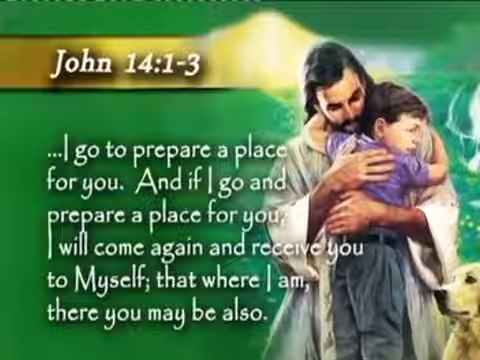 John 14:1-3
...I go to prepare a place
for you. And if I go and
prepare a place for you,
I will come again and receive you
to Myself; that where I am,
there you may be also.